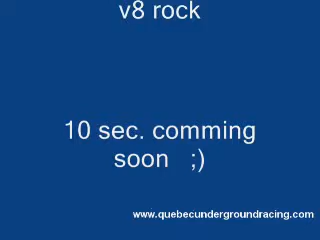 v8 rock
10 sec. comming
soon ;)
www.quebecundergroundracing.com